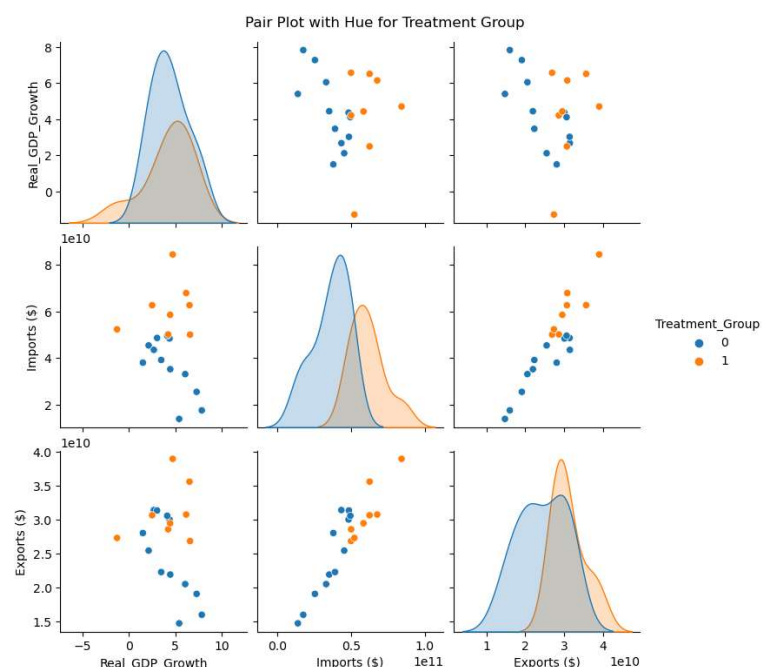 Pair Plot with Hue for Treatment Group
8
6
4
2
0
Real_GDP_Growth
1e10
8
6
4
2
Imports ($)
Treatment_Group
0
1
1e10
4.0
3.5
3.0
2.5
2.0
1.5
Exports ($)
−5 0 5 10
0.0 0.5 1.0
1 2 3 4
1e11
1e10
Real_GDP_Growth Imports ($) Exports ($)